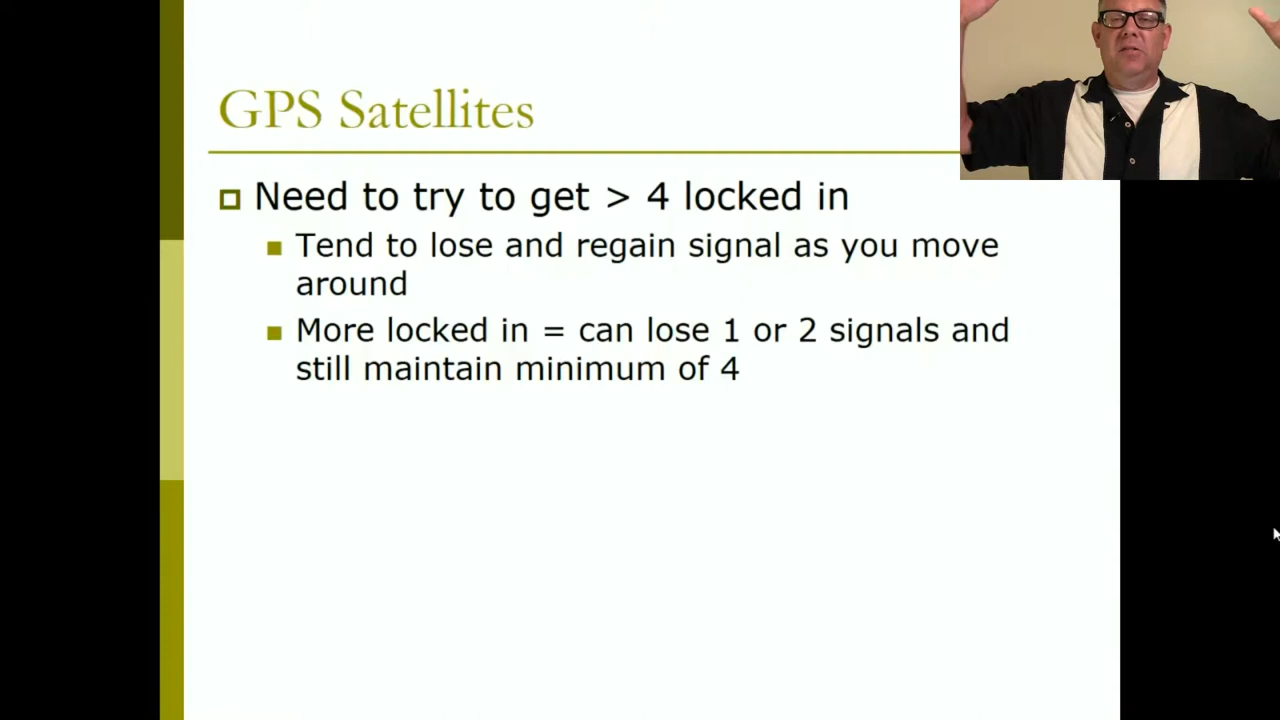 GPS Satellites
Need to try to get > 4 locked in
Tend to lose and regain signal as you move
around
More locked in = can lose 1 or 2 signals and
still maintain minimum of 4